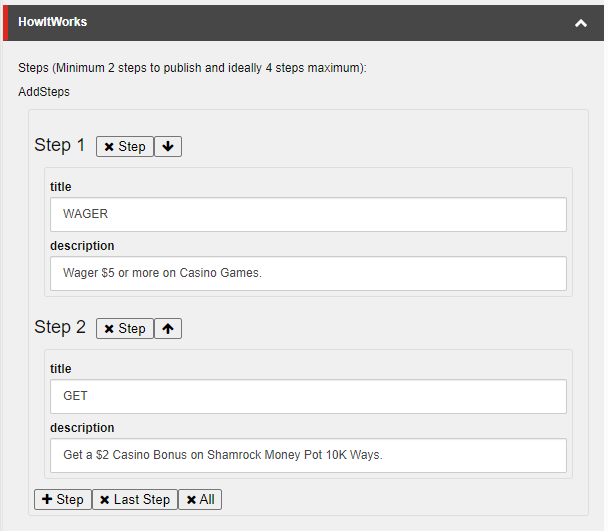 HowItWorks
Steps (Minimum 2 steps to publish and ideally 4 steps maximum):
AddSteps
Step 1 Step
title
WAGER
description
Wager $5 or more on Casino Games.
Step 2 Step
title
GET
description
Get a $2 Casino Bonus on Shamrock Money Pot 10K Ways.
Step Last Step All